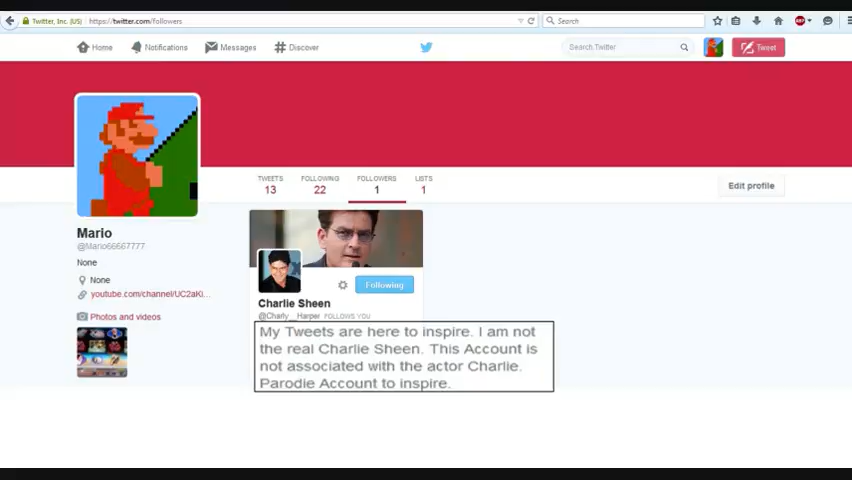 Twitter, Inc. (US) https://twitter.com/followers Search
Home Notifications Messages Discover Search Twitter Tweet
TWEETS FOLLOWING FOLLOWERS LISTS
13 22 1 1
Edit profile
Mario
@Mario66667777
None
None
youtube.com/channel/UC2aKi...
Photos and videos
Following
Charlie Sheen
@Charly__Harper FOLLOWS YOU
My Tweets are here to inspire. I am not
the real Charlie Sheen. This Account is
not associated with the actor Charlie.
Parodie Account to inspire.